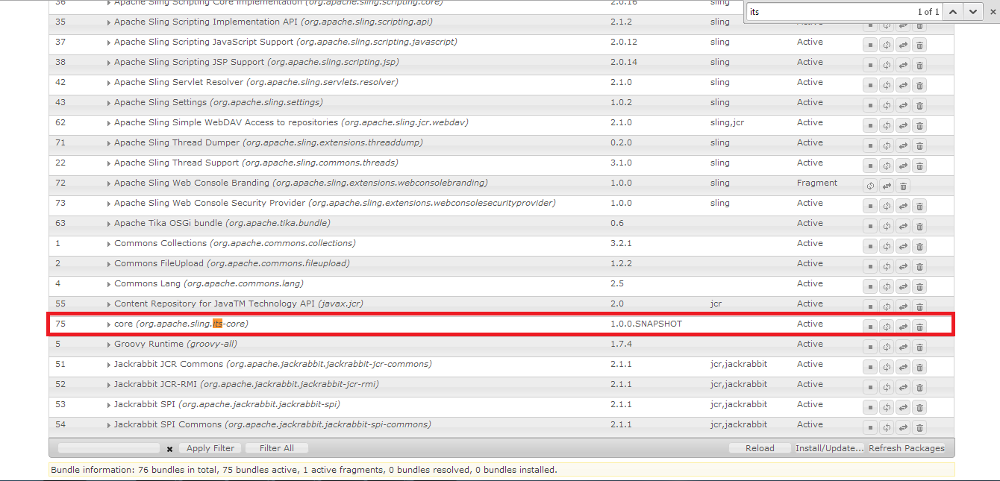 its 1 of 1
36 Apache Sling Scripting Core Implementation (org.apache.sling.scripting.core) 2.0.16 sling
35 Apache Sling Scripting Implementation API (org.apache.sling.scripting.api) 2.1.2 sling Active
37 Apache Sling Scripting JavaScript Support (org.apache.sling.scripting.javascript) 2.0.12 sling Active
38 Apache Sling Scripting JSP Support (org.apache.sling.scripting.jsp) 2.0.14 sling Active
42 Apache Sling Servlet Resolver (org.apache.sling.servlets.resolver) 2.1.0 sling Active
43 Apache Sling Settings (org.apache.sling.settings) 1.0.2 sling Active
62 Apache Sling Simple WebDAV Access to repositories (org.apache.sling.jcr.webdav) 2.1.0 sling,jcr Active
71 Apache Sling Thread Dumper (org.apache.sling.extensions.threaddump) 0.2.0 sling Active
22 Apache Sling Thread Support (org.apache.sling.commons.threads) 3.1.0 sling Active
72 Apache Sling Web Console Branding (org.apache.sling.extensions.webconsolebranding) 1.0.0 sling Fragment
73 Apache Sling Web Console Security Provider (org.apache.sling.extensions.webconsolesecurityprovider) 1.0.0 sling Active
63 Apache Tika OSGi bundle (org.apache.tika.bundle) 0.6 Active
1 Commons Collections (org.apache.commons.collections) 3.2.1 Active
2 Commons FileUpload (org.apache.commons.fileupload) 1.2.2 Active
4 Commons Lang (org.apache.commons.lang) 2.5 Active
55 Content Repository for JavaTM Technology API (javax.jcr) 2.0 jcr Active
75 core (org.apache.sling.its-core) 1.0.0.SNAPSHOT Active
5 Groovy Runtime (groovy-all) 1.7.4 Active
51 Jackrabbit JCR Commons (org.apache.jackrabbit.jackrabbit-jcr-commons) 2.1.1 jcr,jackrabbit Active
52 Jackrabbit JCR-RMI (org.apache.jackrabbit.jackrabbit-jcr-rmi) 2.1.1 jcr,jackrabbit Active
53 Jackrabbit SPI (org.apache.jackrabbit.jackrabbit-spi) 2.1.1 jcr,jackrabbit Active
54 Jackrabbit SPI Commons (org.apache.jackrabbit.jackrabbit-spi-commons) 2.1.1 jcr,jackrabbit Active
Apply Filter Filter All Reload Install/Update... Refresh Packages
Bundle information: 76 bundles in total, 75 bundles active, 1 active fragments, 0 bundles resolved, 0 bundles installed.